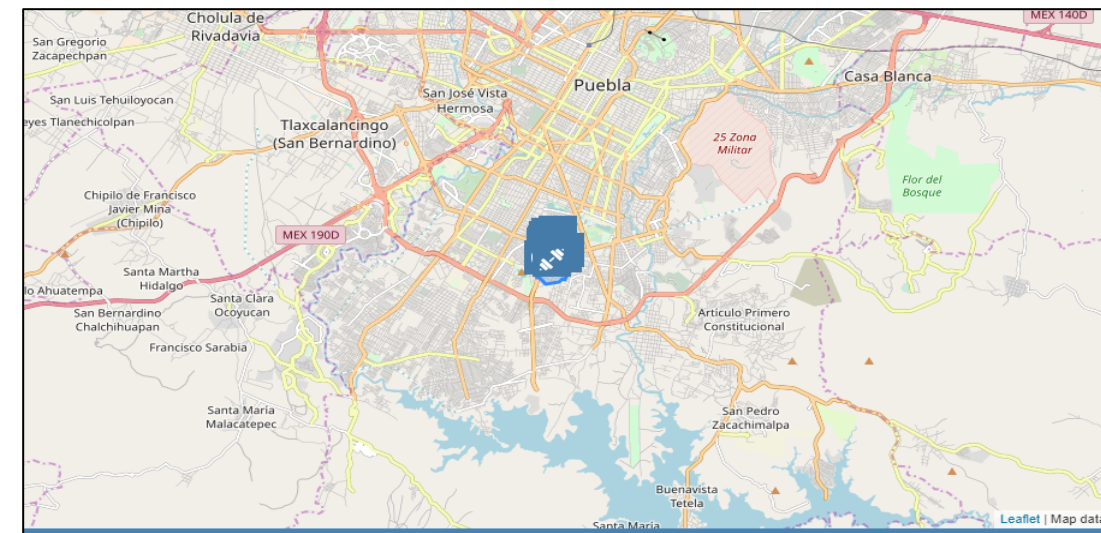 MEX 140D
Cholula de
Rivadavia
San Gregorio
Zacapechpan
Puebla
Casa Blanca
San José Vista
Hermosa
San Luis Tehuiloyocan
eyes Tlanechicolpan
Tlaxcalancingo
(San Bernardino)
25 Zona
Militar
Flor del
Bosque
Chipilo de Francisco
Javier Mina
(Chipilo)
MEX 190D
Santa Martha
Hidalgo
lo Ahuatempa
Santa Clara
Ocoyucan
San Bernardino
Chalchihuapan
Articulo Primero
Constitucional
Francisco Sarabia
Santa María
Malacatepec
San Pedro
Zacachimalpa
Buenavista
Tetela
Santa María
Leaflet | Map data